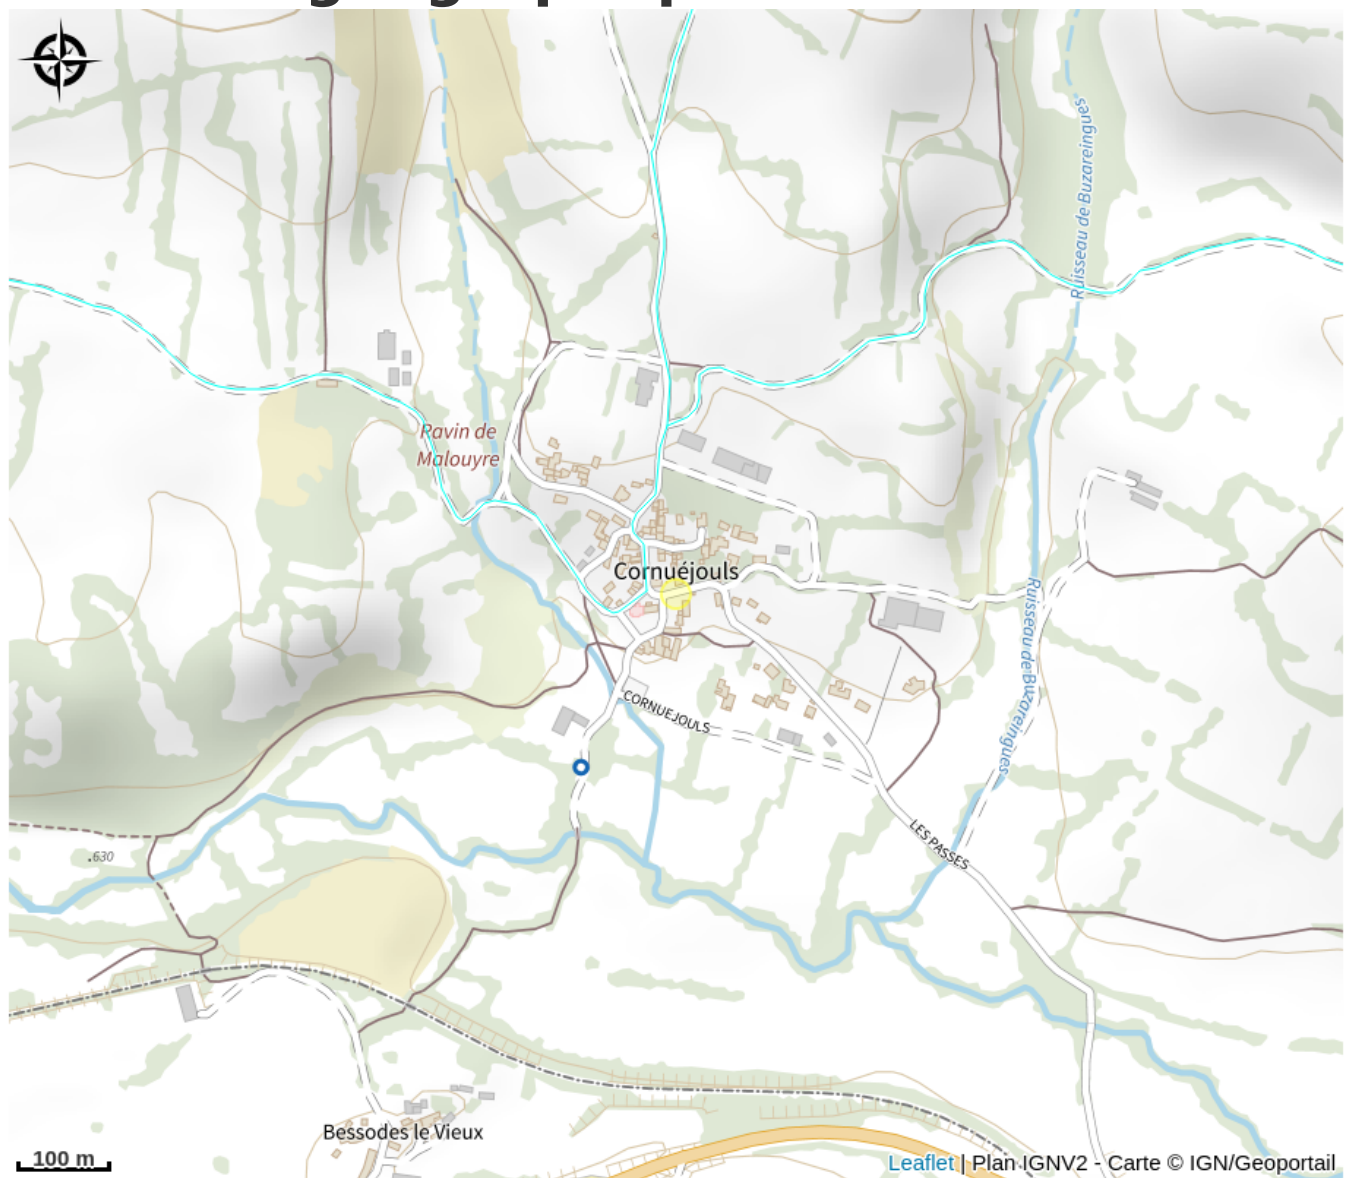 Ruisseau de Buzareingues
Ravin de
Malouyre
Cornuéjouls
Ruisseau de Buzareingues
CORNUEJOULS
LES PASSES
.630
Bessodes le Vieux
100 m
Leaflet | Plan IGNV2 - Carte © IGN/Geoportail